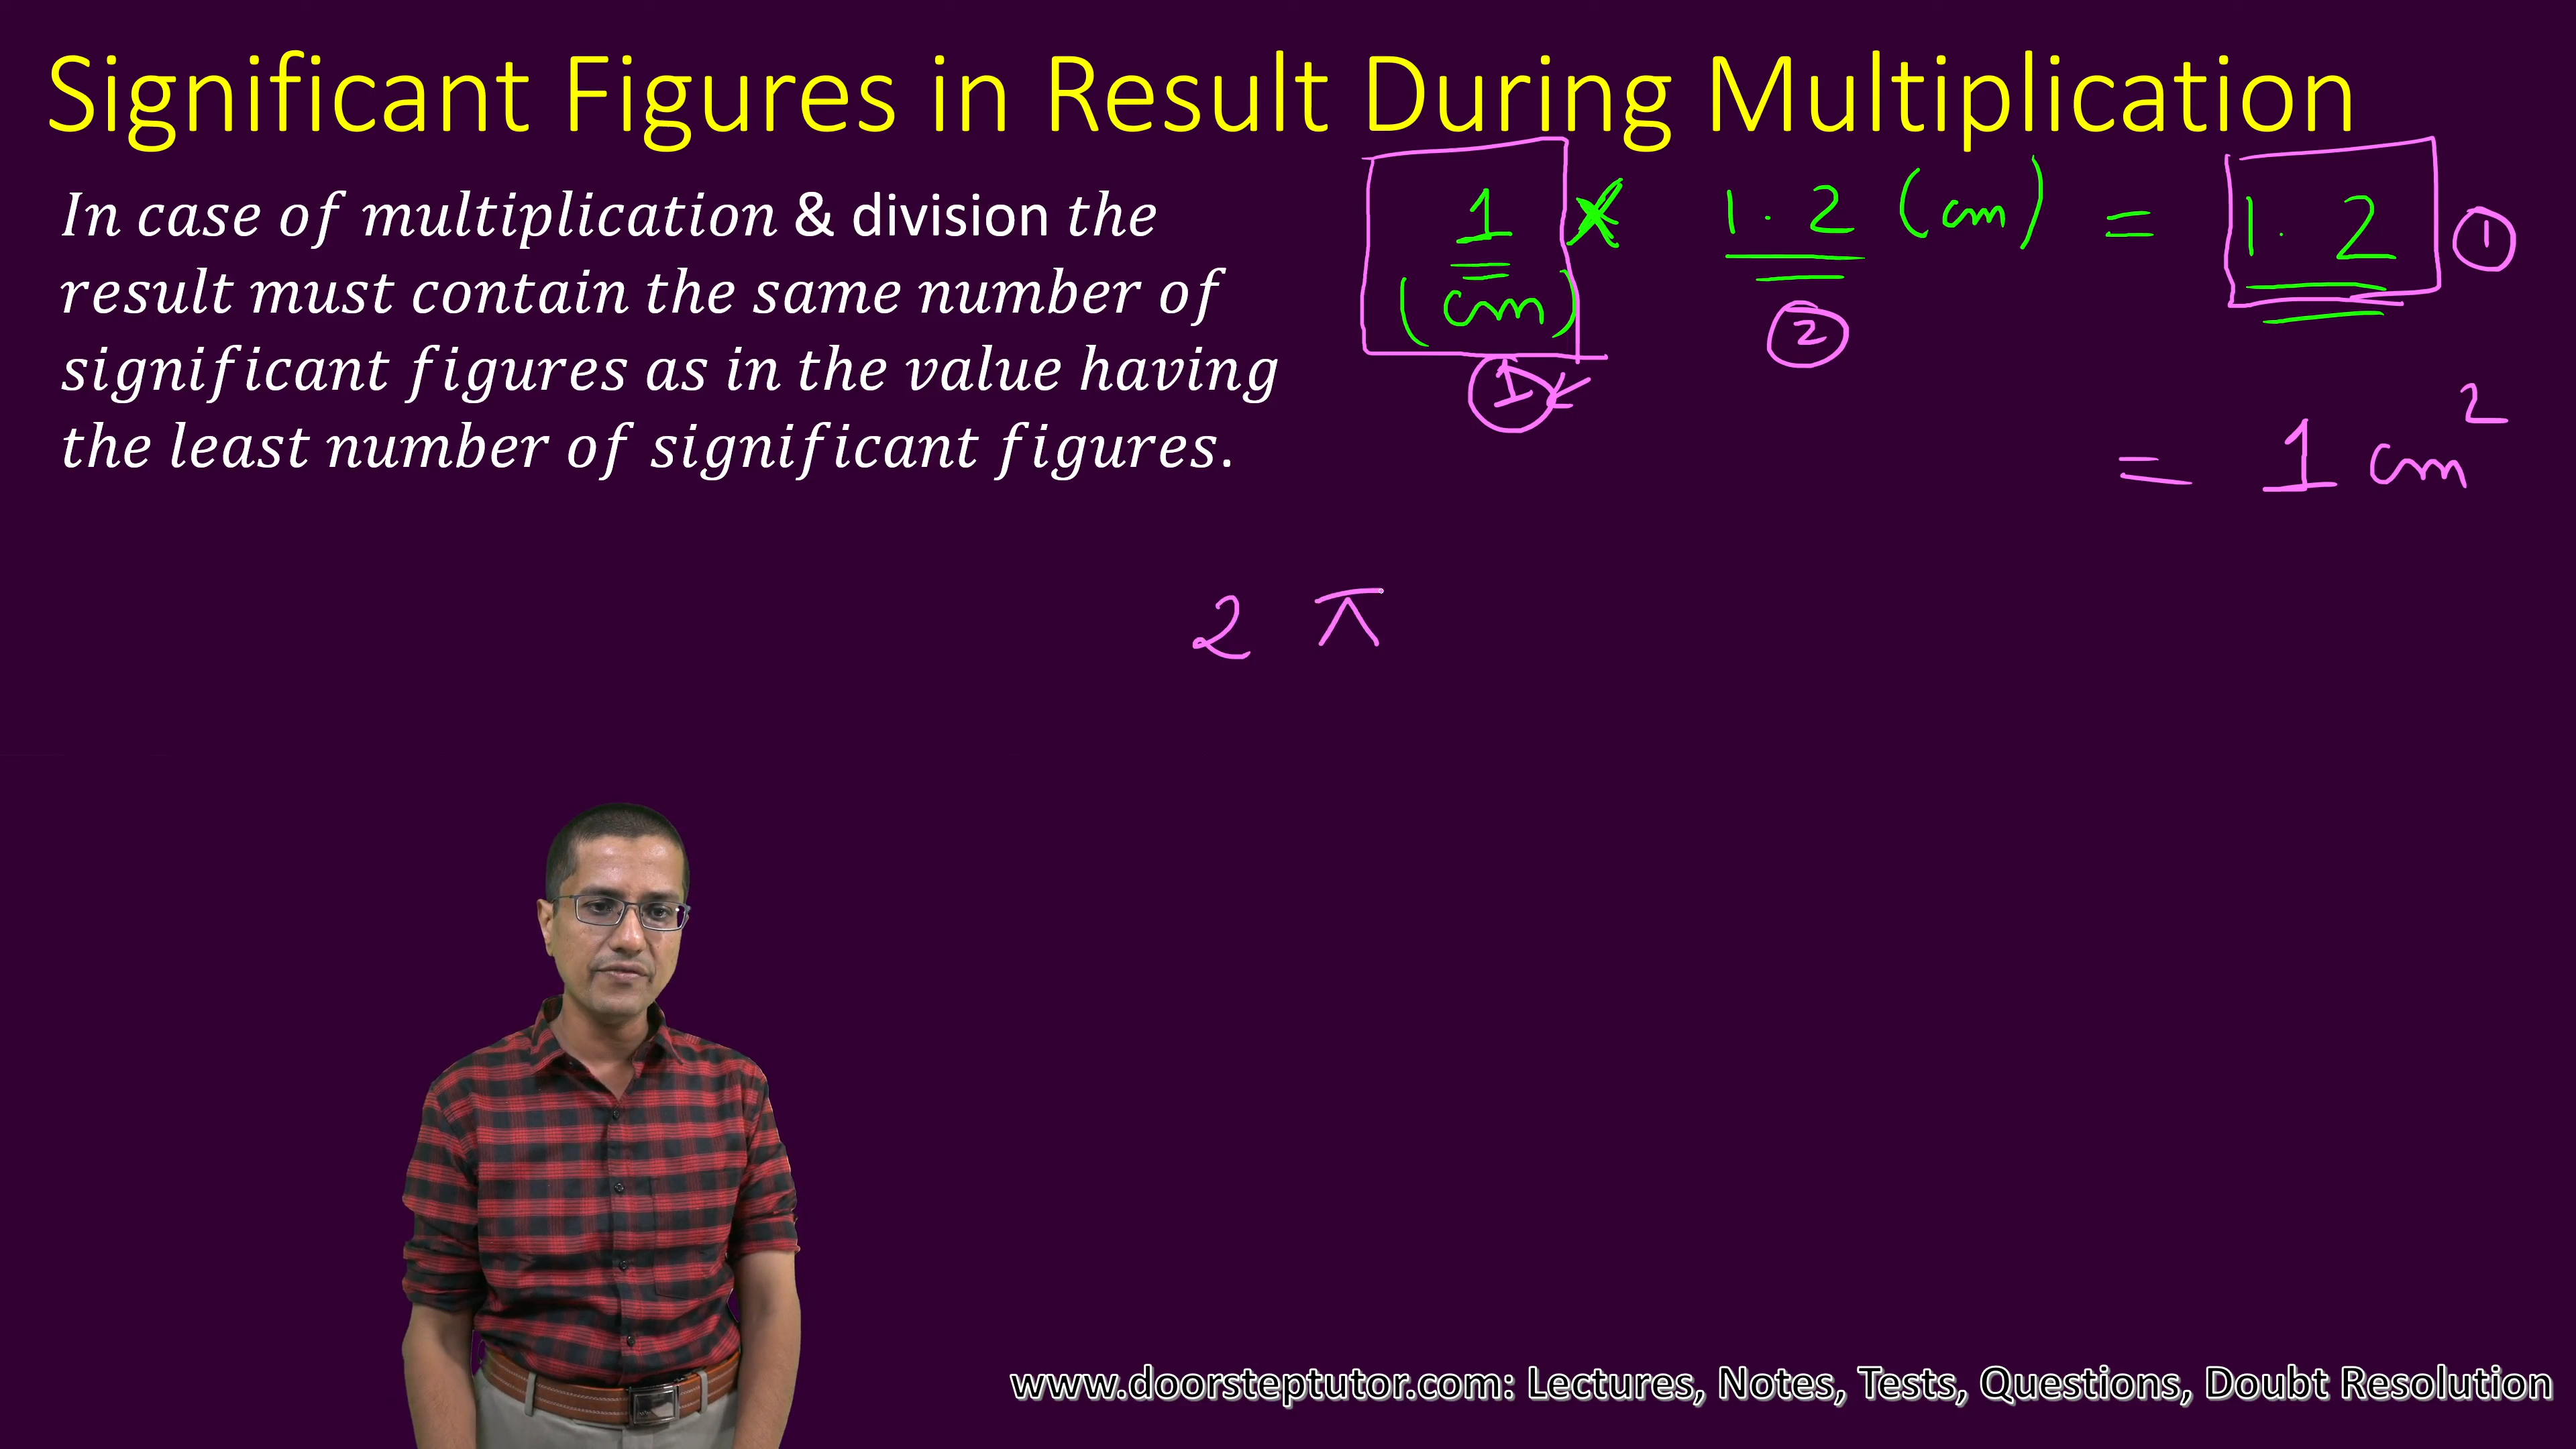 Significant Figures in Result During Multiplication
In case of multiplication & division the
result must contain the same number of
significant figures as in the value having
the least number of significant figures.
1 * 1.2 (cm) = 1.2 ①
(cm)
① ②
= 1 cm²
2 π
www.doorsteptutor.com: Lectures, Notes, Tests, Questions, Doubt Resolution